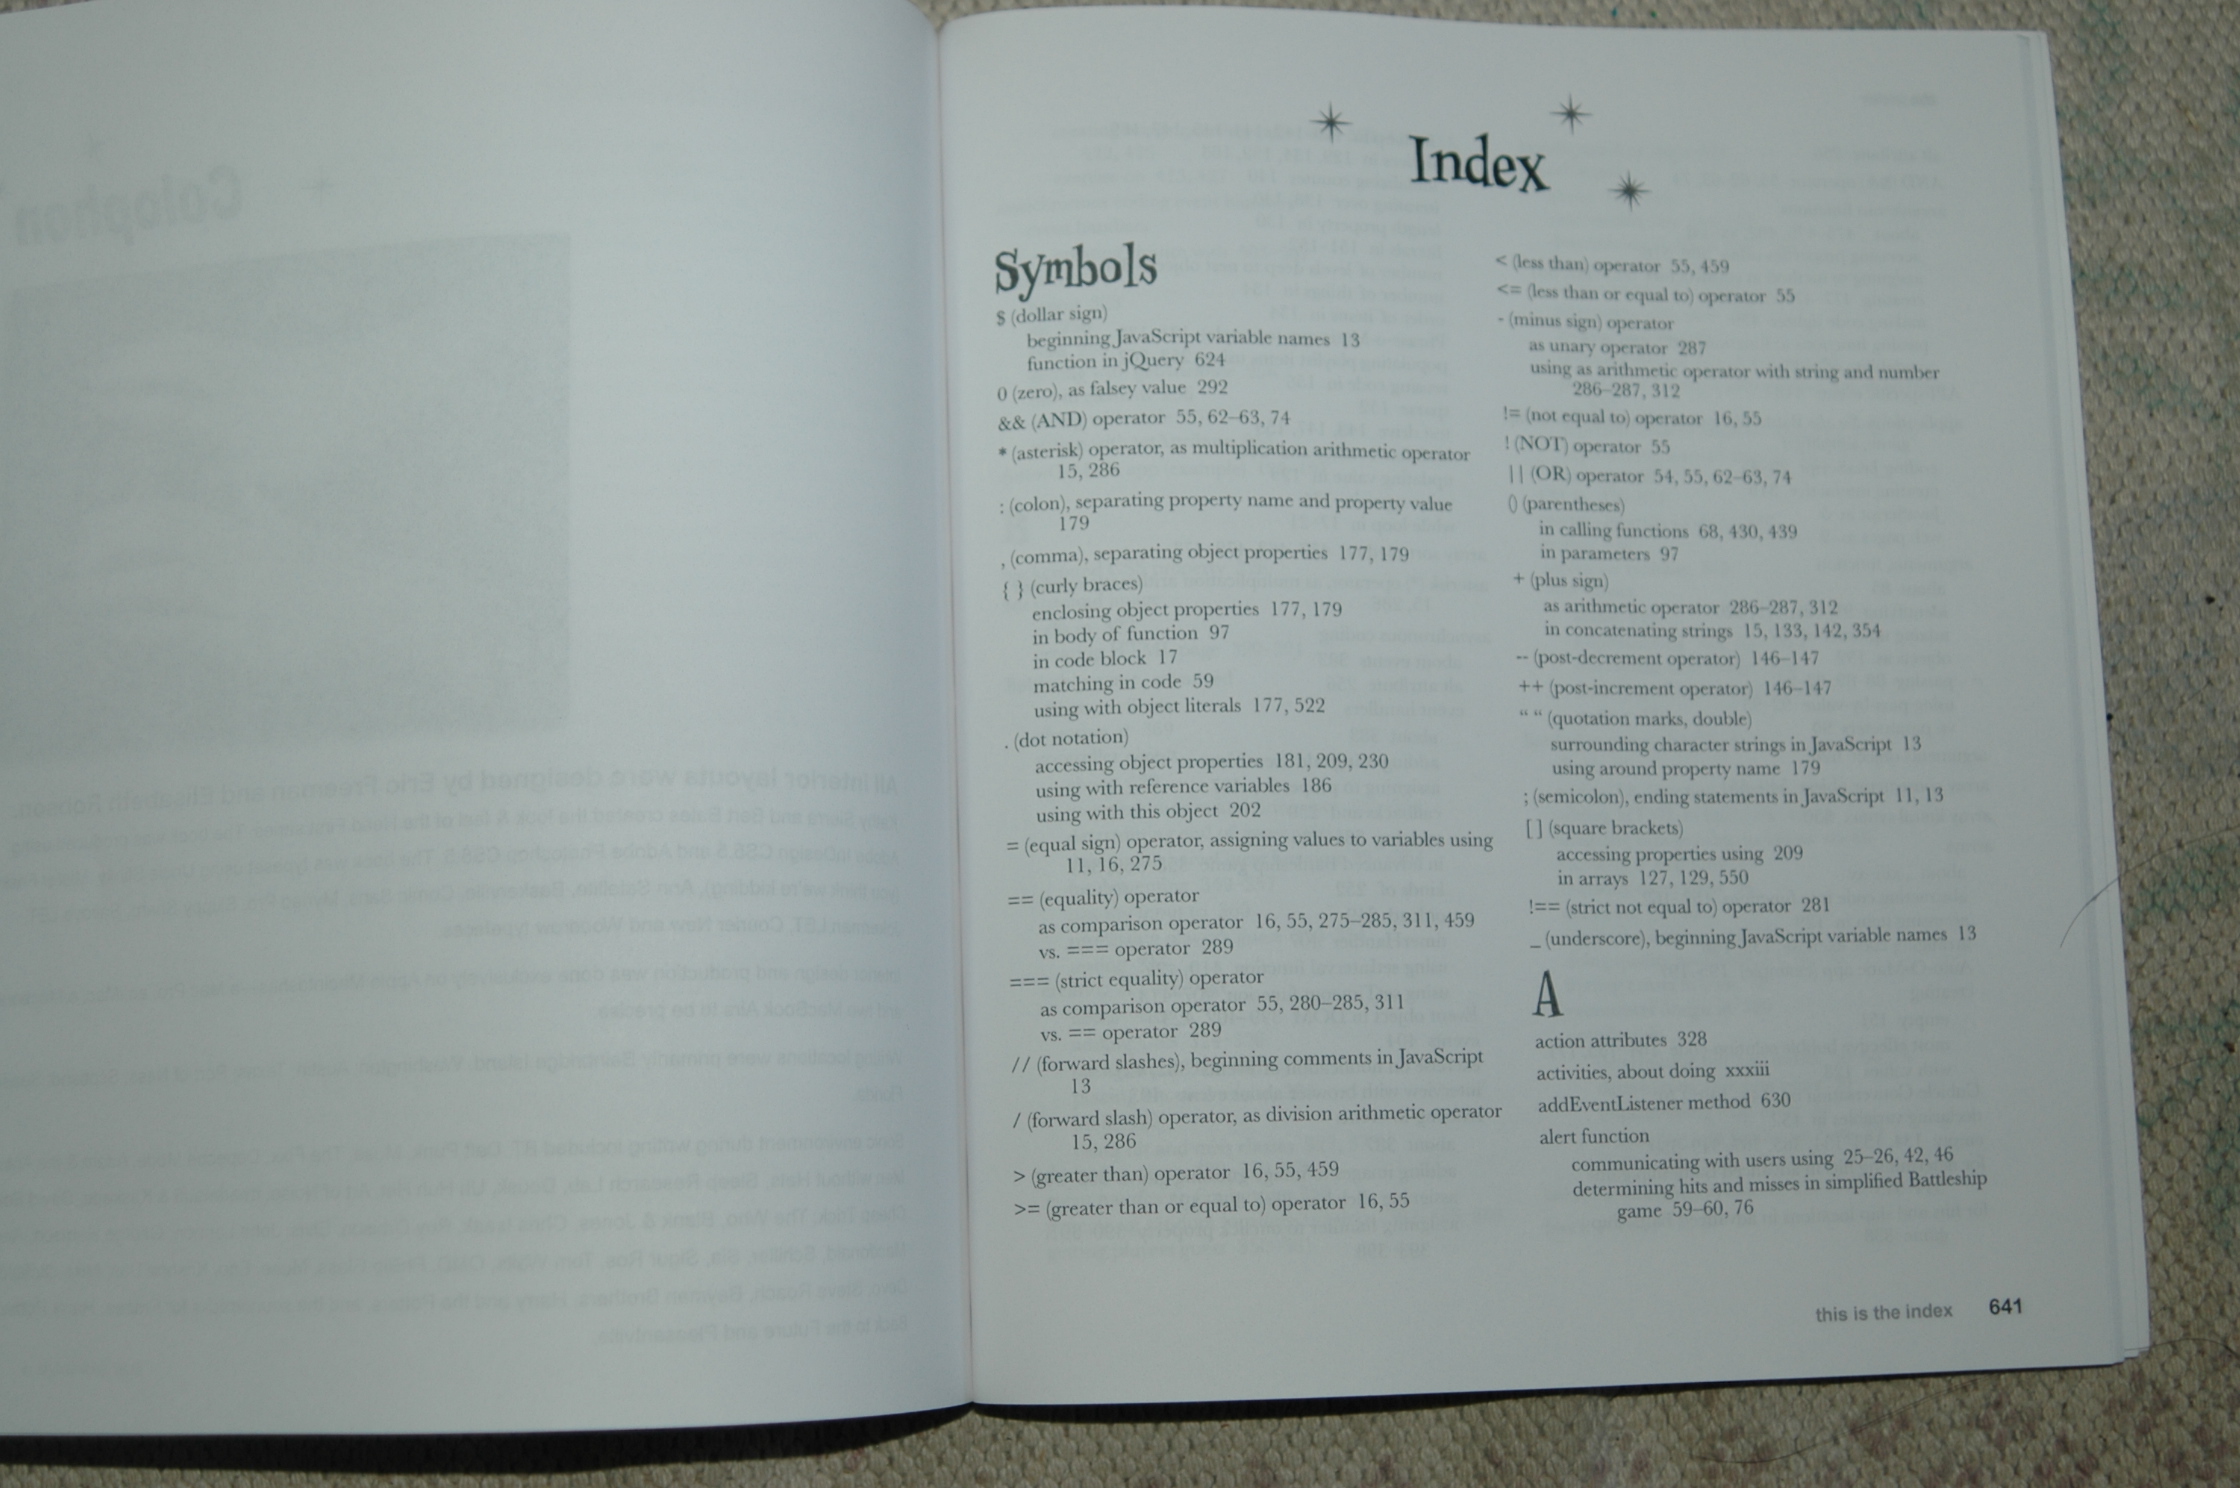 Index
Symbols
$ (dollar sign)
beginning JavaScript variable names 13
function in jQuery 624
0 (zero), as falsey value 292
&& (AND) operator 55, 62–63, 74
* (asterisk) operator, as multiplication arithmetic operator
15, 286
: (colon), separating property name and property value
179
, (comma), separating object properties 177, 179
{ } (curly braces)
enclosing object properties 177, 179
in body of function 97
in code block 17
matching in code 59
using with object literals 177, 522
. (dot notation)
accessing object properties 181, 209, 230
using with reference variables 186
using with this object 202
= (equal sign) operator, assigning values to variables using
11, 16, 275
== (equality) operator
as comparison operator 16, 55, 275–285, 311, 459
vs. === operator 289
=== (strict equality) operator
as comparison operator 55, 280–285, 311
vs. == operator 289
// (forward slashes), beginning comments in JavaScript
13
/ (forward slash) operator, as division arithmetic operator
15, 286
> (greater than) operator 16, 55, 459
>= (greater than or equal to) operator 16, 55
< (less than) operator 55, 459
<= (less than or equal to) operator 55
- (minus sign) operator
as unary operator 287
using as arithmetic operator with string and number
286–287, 312
!= (not equal to) operator 16, 55
! (NOT) operator 55
|| (OR) operator 54, 55, 62–63, 74
() (parentheses)
in calling functions 68, 430, 439
in parameters 97
+ (plus sign)
as arithmetic operator 286–287, 312
in concatenating strings 15, 133, 142, 354
-- (post-decrement operator) 146–147
++ (post-increment operator) 146–147
“ “ (quotation marks, double)
surrounding character strings in JavaScript 13
using around property name 179
; (semicolon), ending statements in JavaScript 11, 13
[ ] (square brackets)
accessing properties using 209
in arrays 127, 129, 550
!== (strict not equal to) operator 281
_ (underscore), beginning JavaScript variable names 13
A
action attributes 328
activities, about doing xxxiii
addEventListener method 630
alert function
communicating with users using 25–26, 42, 46
determining hits and misses in simplified Battleship
game 59–60, 76
this is the index 641